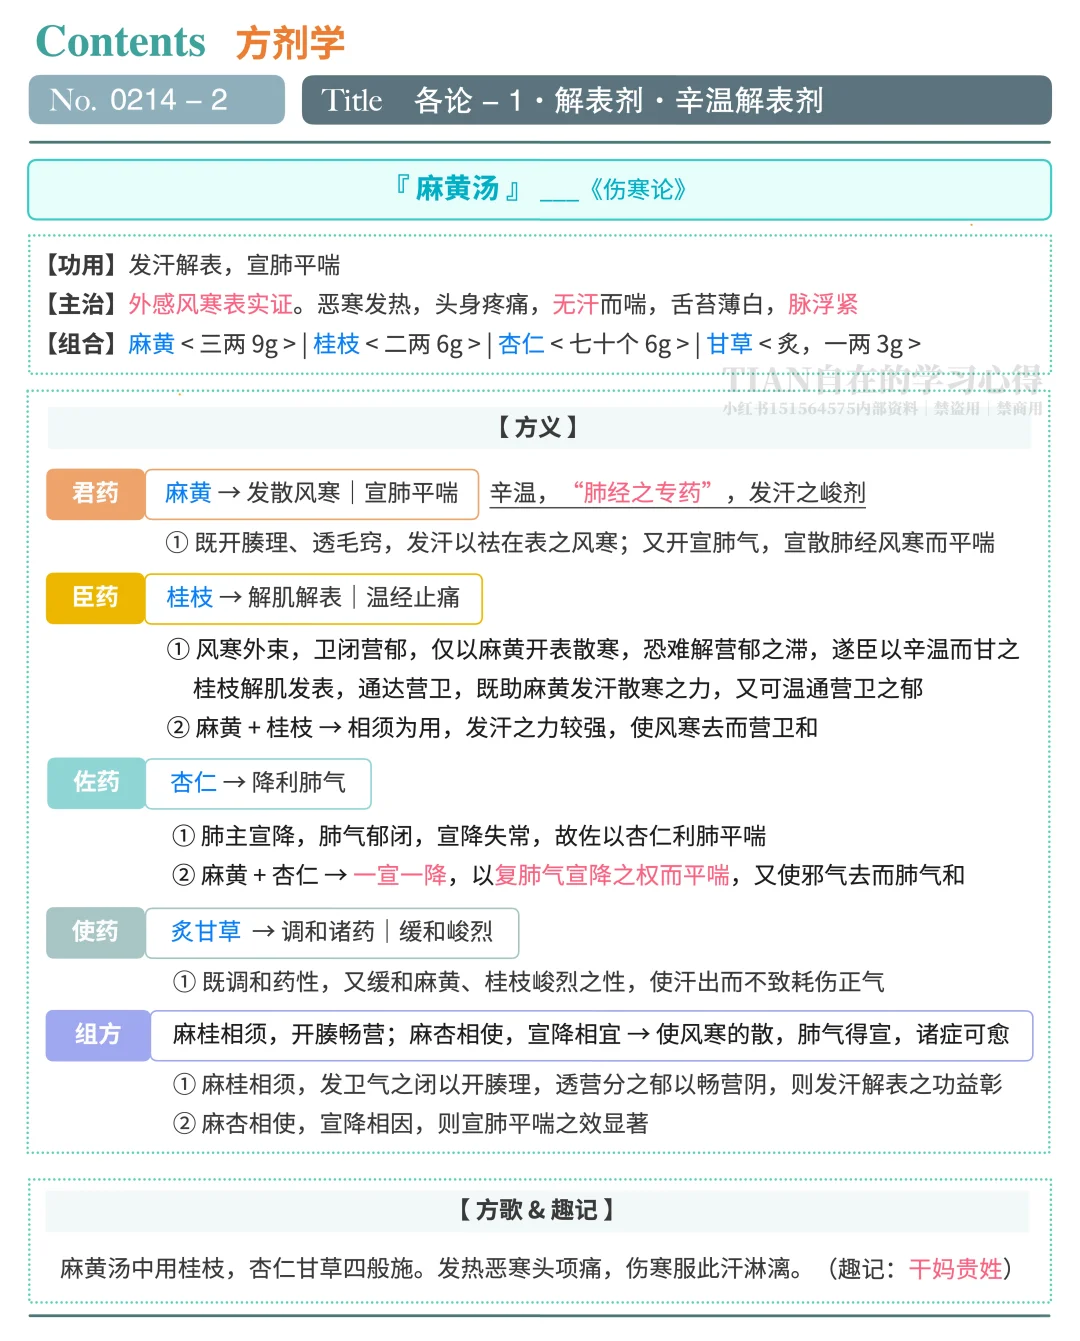 Contents 方剂学
No. 0214 – 2
Title 各论 – 1 · 解表剂 · 辛温解表剂
『 麻黄汤 』 ___《伤寒论》
【功用】发汗解表，宣肺平喘
【主治】外感风寒表实证。恶寒发热，头身疼痛，无汗而喘，舌苔薄白，脉浮紧
【组合】麻黄 < 三两 9g > | 桂枝 < 二两 6g > | 杏仁 < 七十个 6g > | 甘草 < 炙，一两 3g >
TIAN自在的学习心得
小红书151564575内部资料｜禁盗用｜禁商用
【 方义 】
君药 麻黄 → 发散风寒｜宣肺平喘 辛温，“肺经之专药”，发汗之峻剂
① 既开腠理、透毛窍，发汗以祛在表之风寒；又开宣肺气，宣散肺经风寒而平喘
臣药 桂枝 → 解肌解表｜温经止痛
① 风寒外束，卫闭营郁，仅以麻黄开表散寒，恐难解营郁之滞，遂臣以辛温而甘之
桂枝解肌发表，通达营卫，既助麻黄发汗散寒之力，又可温通营卫之郁
② 麻黄 + 桂枝 → 相须为用，发汗之力较强，使风寒去而营卫和
佐药 杏仁 → 降利肺气
① 肺主宣降，肺气郁闭，宣降失常，故佐以杏仁利肺平喘
② 麻黄 + 杏仁 → 一宣一降，以复肺气宣降之权而平喘，又使邪气去而肺气和
使药 炙甘草 → 调和诸药｜缓和峻烈
① 既调和药性，又缓和麻黄、桂枝峻烈之性，使汗出而不致耗伤正气
组方 麻桂相须，开腠畅营；麻杏相使，宣降相宜 → 使风寒的散，肺气得宣，诸症可愈
① 麻桂相须，发卫气之闭以开腠理，透营分之郁以畅营阴，则发汗解表之功益彰
② 麻杏相使，宣降相因，则宣肺平喘之效显著
【 方歌 & 趣记 】
麻黄汤中用桂枝，杏仁甘草四般施。发热恶寒头项痛，伤寒服此汗淋漓。（趣记：干妈贵姓）